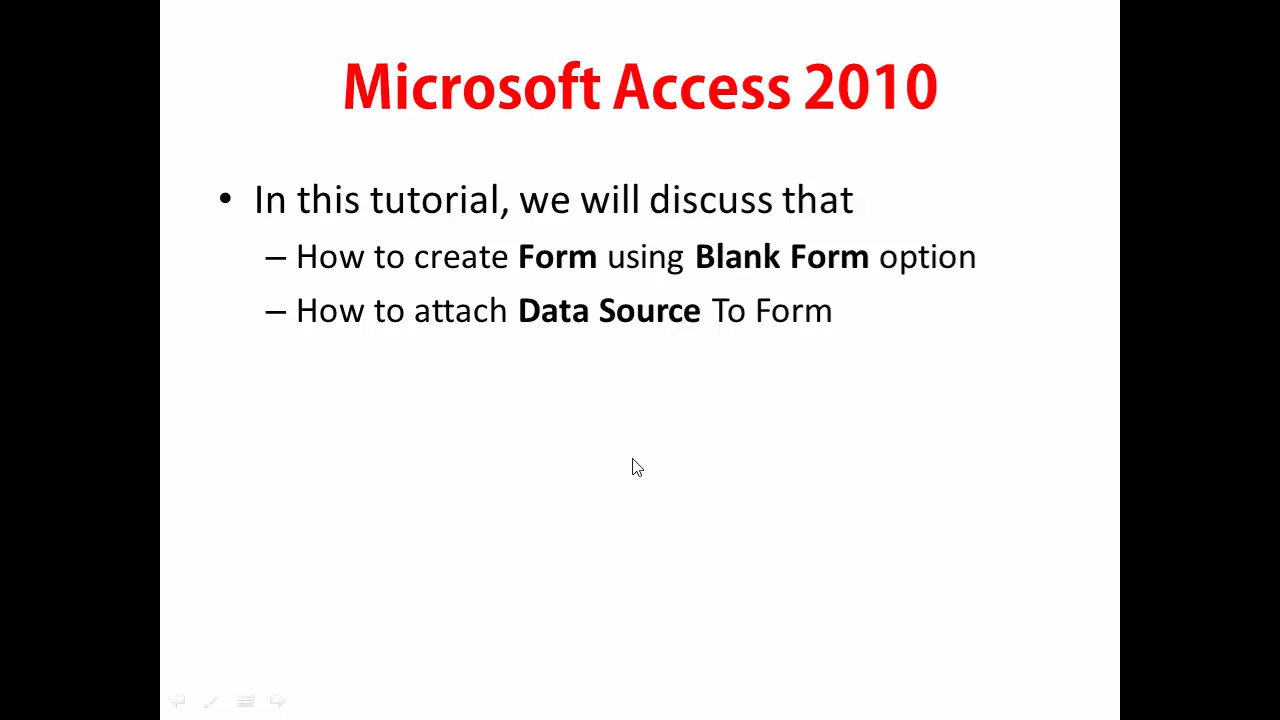 Microsoft Access 2010
• In this tutorial, we will discuss that
– How to create Form using Blank Form option
– How to attach Data Source To Form